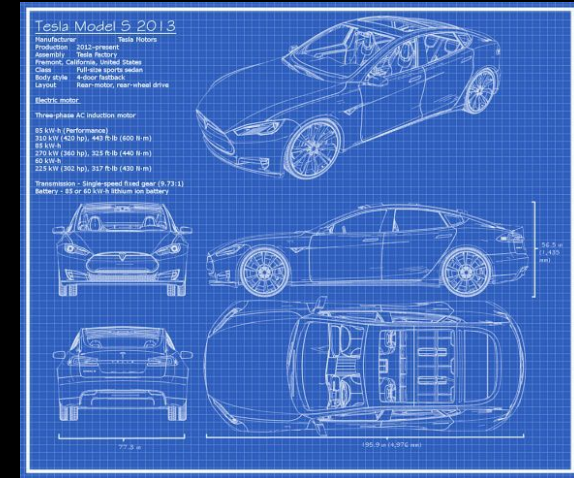 Tesla Model S 2013
Manufacturer Tesla Motors
Production 2012-present
Assembly Tesla Factory
Fremont, California, United States
Class Full-size sports sedan
Body style 4-door fastback
Layout Rear-motor, rear-wheel drive
Electric motor
Three-phase AC induction motor
85 kW·h (Performance)
310 kW (420 hp), 443 ft·lb (600 N·m)
85 kW·h
270 kW (360 hp), 325 ft·lb (440 N·m)
60 kW·h
225 kW (302 hp), 317 ft·lb (430 N·m)
Transmission - Single-speed fixed gear (9.73:1)
Battery - 85 or 60 kW·h lithium ion battery
56.5 in
(1,435
mm)
77.3 in
195.9 in (4,976 mm)